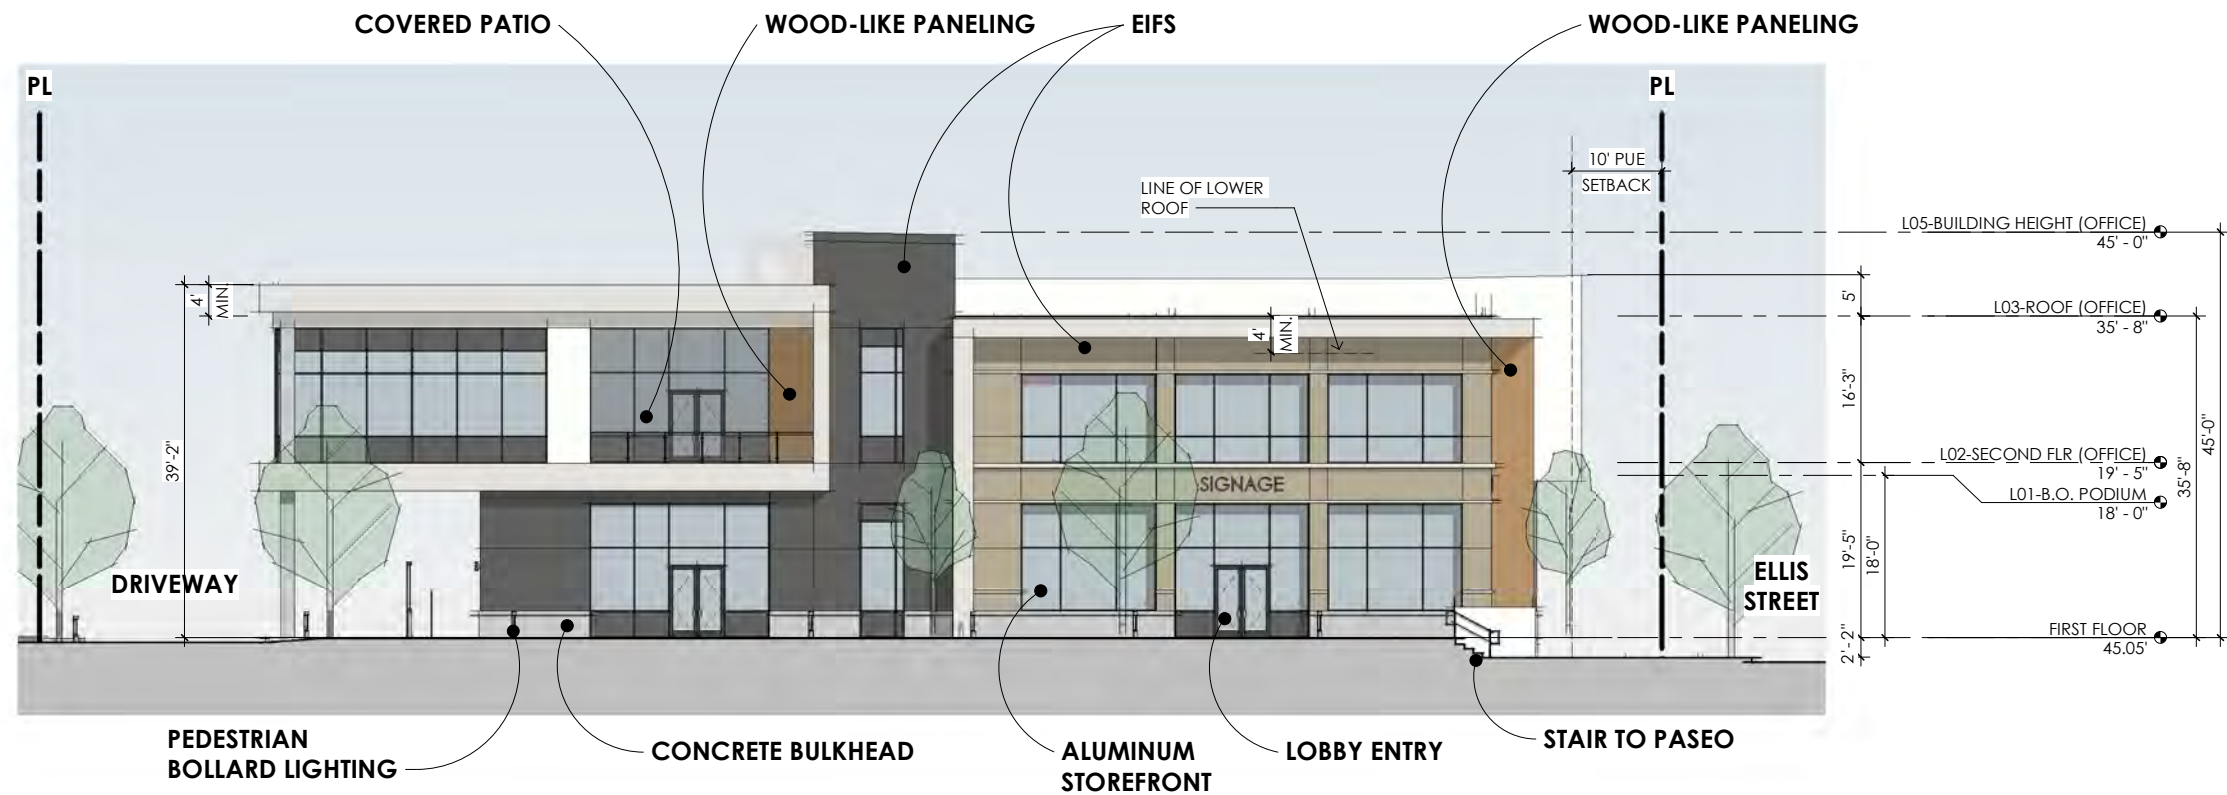 COVERED PATIO
WOOD-LIKE PANELING
EIFS
WOOD-LIKE PANELING
PL
PL
10' PUE
SETBACK
LINE OF LOWER
ROOF
L05-BUILDING HEIGHT (OFFICE)
45' - 0"
4'
MIN.
4'
MIN.
5'
L03-ROOF (OFFICE)
35' - 8"
16'-3"
45'-0"
39'-2"
L02-SECOND FLR (OFFICE)
19' - 5"
35'-8"
SIGNAGE
L01-B.O. PODIUM
18' - 0"
19'-5"
18'-0"
DRIVEWAY
ELLIS
STREET
FIRST FLOOR
45.05'
2'-2"
PEDESTRIAN
BOLLARD LIGHTING
CONCRETE BULKHEAD
ALUMINUM
STOREFRONT
LOBBY ENTRY
STAIR TO PASEO